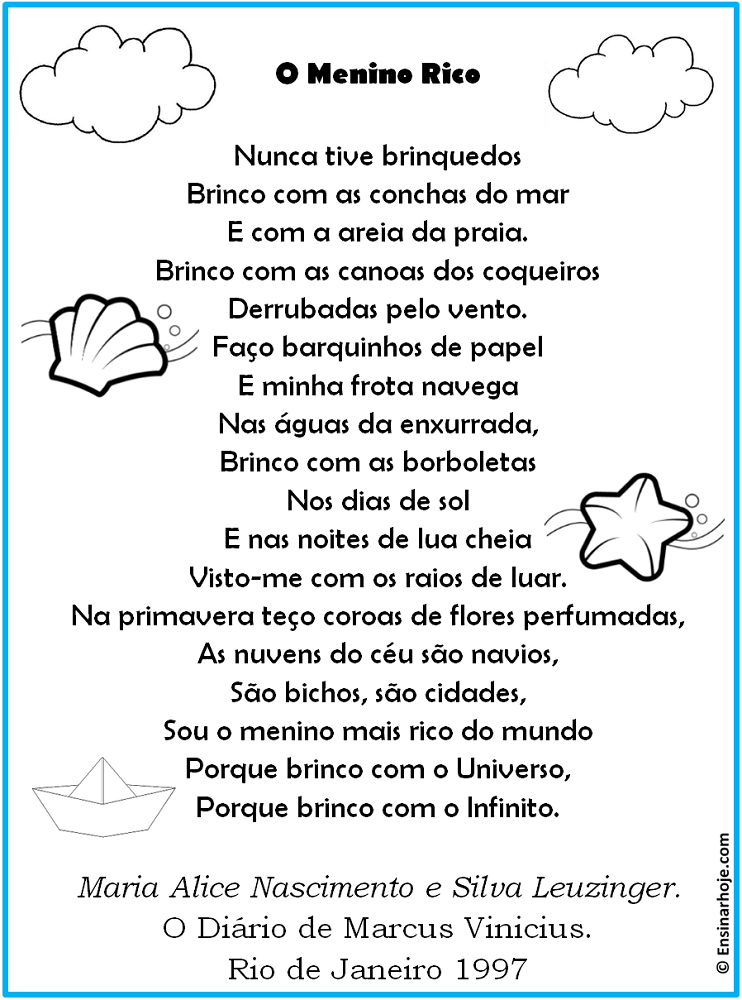 O Menino Rico
Nunca tive brinquedos
Brinco com as conchas do mar
E com a areia da praia.
Brinco com as canoas dos coqueiros
Derrubadas pelo vento.
Faço barquinhos de papel
E minha frota navega
Nas águas da enxurrada,
Brinco com as borboletas
Nos dias de sol
E nas noites de lua cheia
Visto-me com os raios de luar.
Na primavera teço coroas de flores perfumadas,
As nuvens do céu são navios,
São bichos, são cidades,
Sou o menino mais rico do mundo
Porque brinco com o Universo,
Porque brinco com o Infinito.
Maria Alice Nascimento e Silva Leuzinger.
O Diário de Marcus Vinicius.
Rio de Janeiro 1997
© Ensinarhoje.com